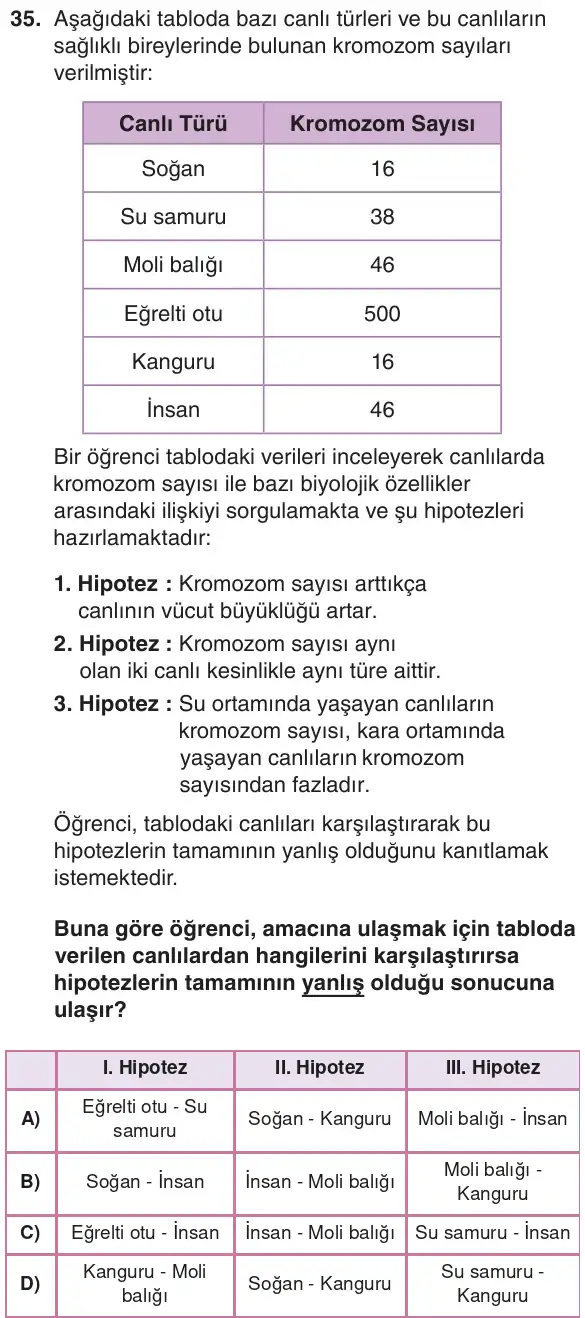 35. Aşağıdaki tabloda bazı canlı türleri ve bu canlıların
sağlıklı bireylerinde bulunan kromozom sayıları
verilmiştir:
Canlı Türü Kromozom Sayısı
Soğan 16
Su samuru 38
Moli balığı 46
Eğrelti otu 500
Kanguru 16
İnsan 46
Bir öğrenci tablodaki verileri inceleyerek canlılarda
kromozom sayısı ile bazı biyolojik özellikler
arasındaki ilişkiyi sorgulamakta ve şu hipotezleri
hazırlamaktadır:
1. Hipotez : Kromozom sayısı arttıkça
canlının vücut büyüklüğü artar.
2. Hipotez : Kromozom sayısı aynı
olan iki canlı kesinlikle aynı türe aittir.
3. Hipotez : Su ortamında yaşayan canlıların
kromozom sayısı, kara ortamında
yaşayan canlıların kromozom
sayısından fazladır.
Öğrenci, tablodaki canlıları karşılaştırarak bu
hipotezlerin tamamının yanlış olduğunu kanıtlamak
istemektedir.
Buna göre öğrenci, amacına ulaşmak için tabloda
verilen canlılardan hangilerini karşılaştırırsa
hipotezlerin tamamının yanlış olduğu sonucuna
ulaşır?
I. Hipotez II. Hipotez III. Hipotez
A) Eğrelti otu - Su
samuru Soğan - Kanguru Moli balığı - İnsan
B) Soğan - İnsan İnsan - Moli balığı Moli balığı -
Kanguru
C) Eğrelti otu - İnsan İnsan - Moli balığı Su samuru - İnsan
D) Kanguru - Moli
balığı Soğan - Kanguru Su samuru -
Kanguru